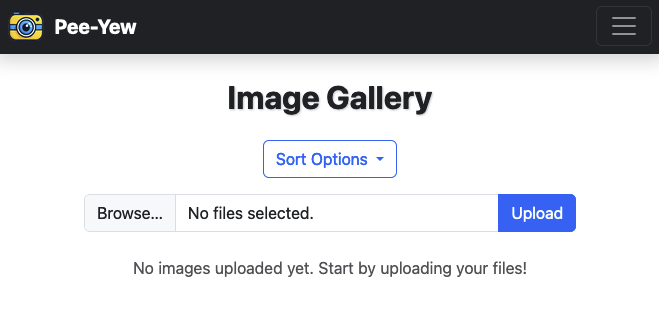 Pee-Yew
Image Gallery
Sort Options
Browse... No files selected. Upload
No images uploaded yet. Start by uploading your files!